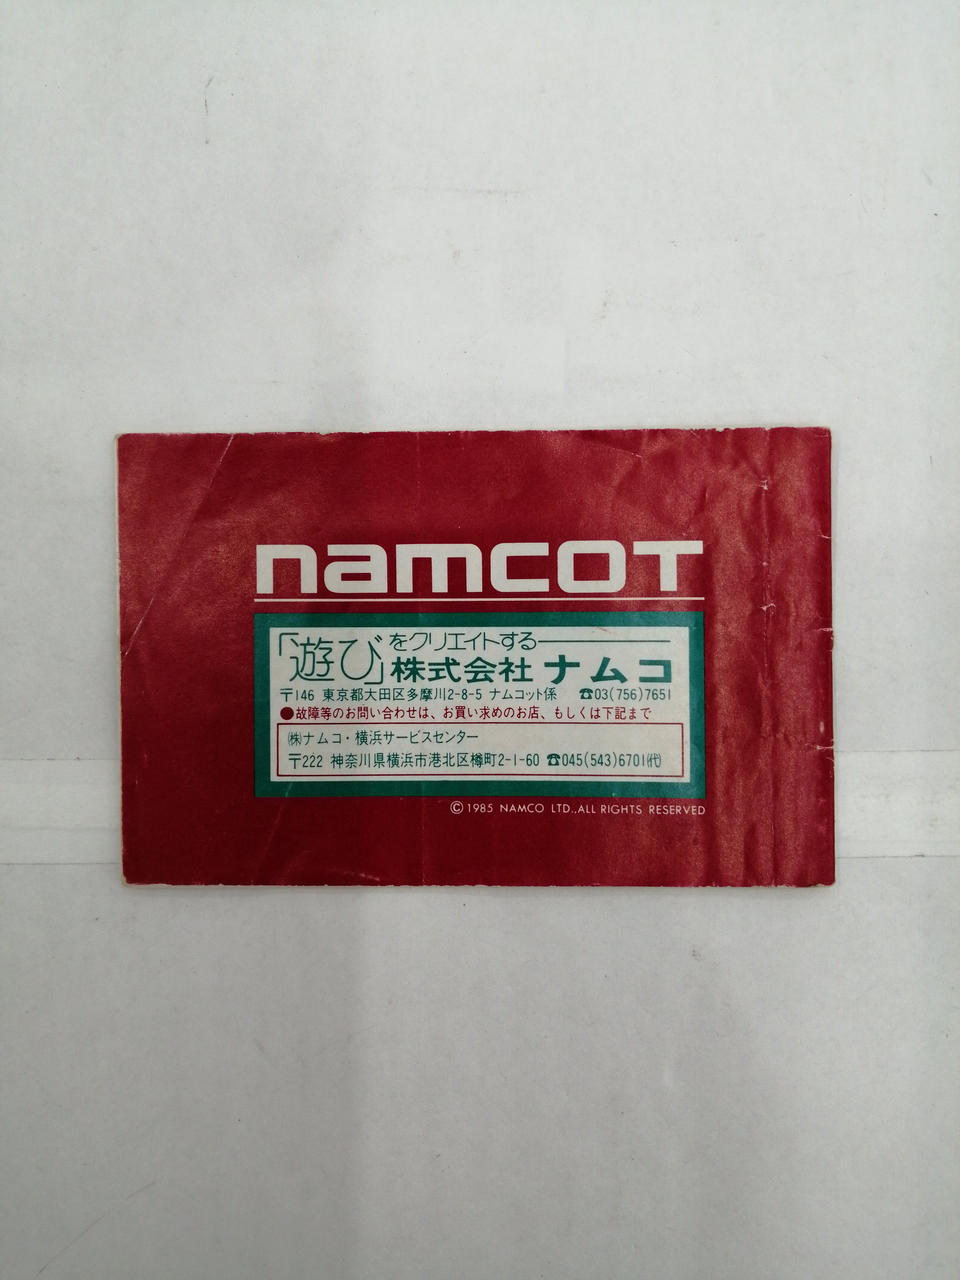 namcot
「遊び」をクリエイトする――
株式会社 ナムコ
〒146 東京都大田区多摩川2-8-5 ナムコット係 ☎03(756)7651
●故障等のお問い合わせは、お買い求めのお店、もしくは下記まで
㈱ナムコ・横浜サービスセンター
〒222 神奈川県横浜市港北区樽町2-1-60 ☎045(543)6701㈹
©1985 NAMCO LTD.,ALL RIGHTS RESERVED